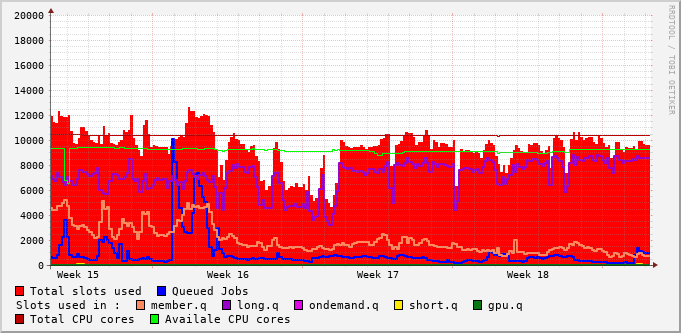 20000
18000
16000
14000
12000
10000
8000
6000
4000
2000
0
Week 15 Week 16 Week 17 Week 18
RRDTOOL / TOBI OETIKER
Total slots used Queued Jobs
Slots used in : member.q long.q ondemand.q short.q gpu.q
Total CPU cores Availale CPU cores